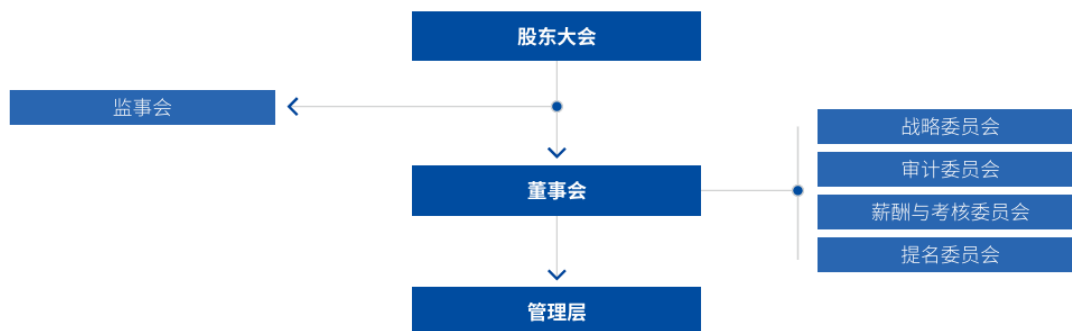 股东大会
监事会
战略委员会
审计委员会
董事会
薪酬与考核委员会
提名委员会
管理层